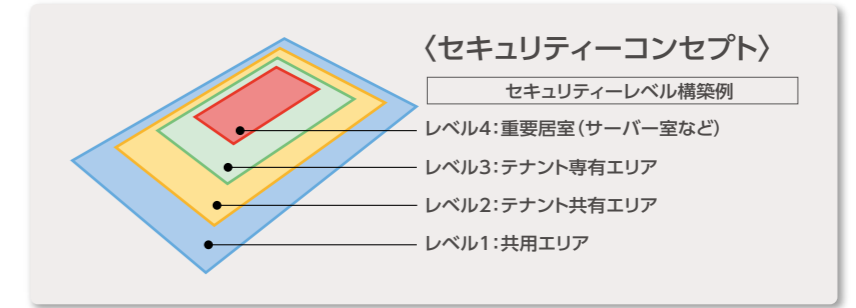 〈セキュリティーコンセプト〉
セキュリティーレベル構築例
レベル4:重要居室(サーバー室など)
レベル3:テナント専有エリア
レベル2:テナント共有エリア
レベル1:共用エリア